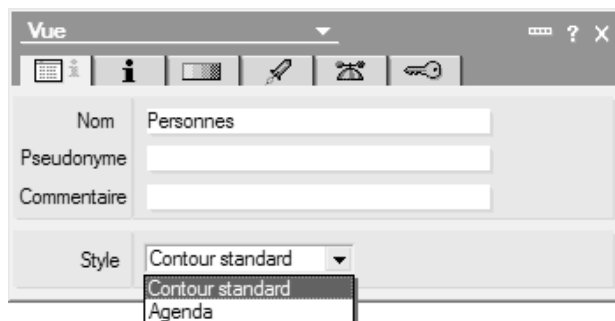 Vue
? X
i
Nom Personnes
Pseudonyme
Commentaire
Style Contour standard
Contour standard
Agenda